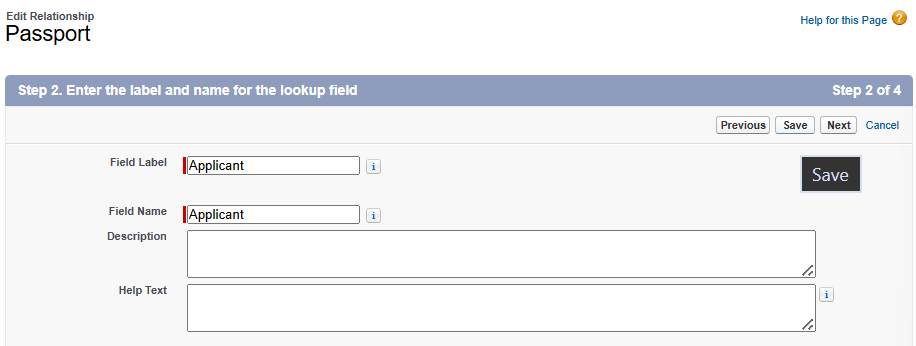 Edit Relationship
Passport
Help for this Page
Step 2. Enter the label and name for the lookup field
Step 2 of 4
Previous Save Next Cancel
Field Label Applicant i
Save
Field Name Applicant i
Description
Help Text i